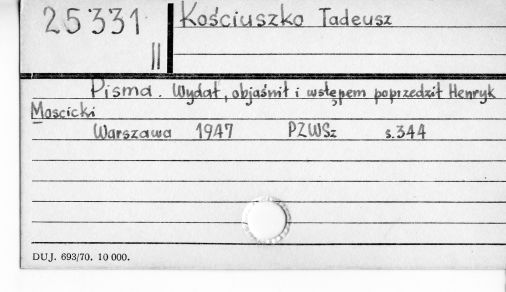 25331 Kościuszko Tadeusz
II
Pisma. Wydał, objaśnił i wstępem poprzedził Henryk
Moscicki
Warszawa 1947 PZWSz s.344
DUJ. 693/70. 10 000.